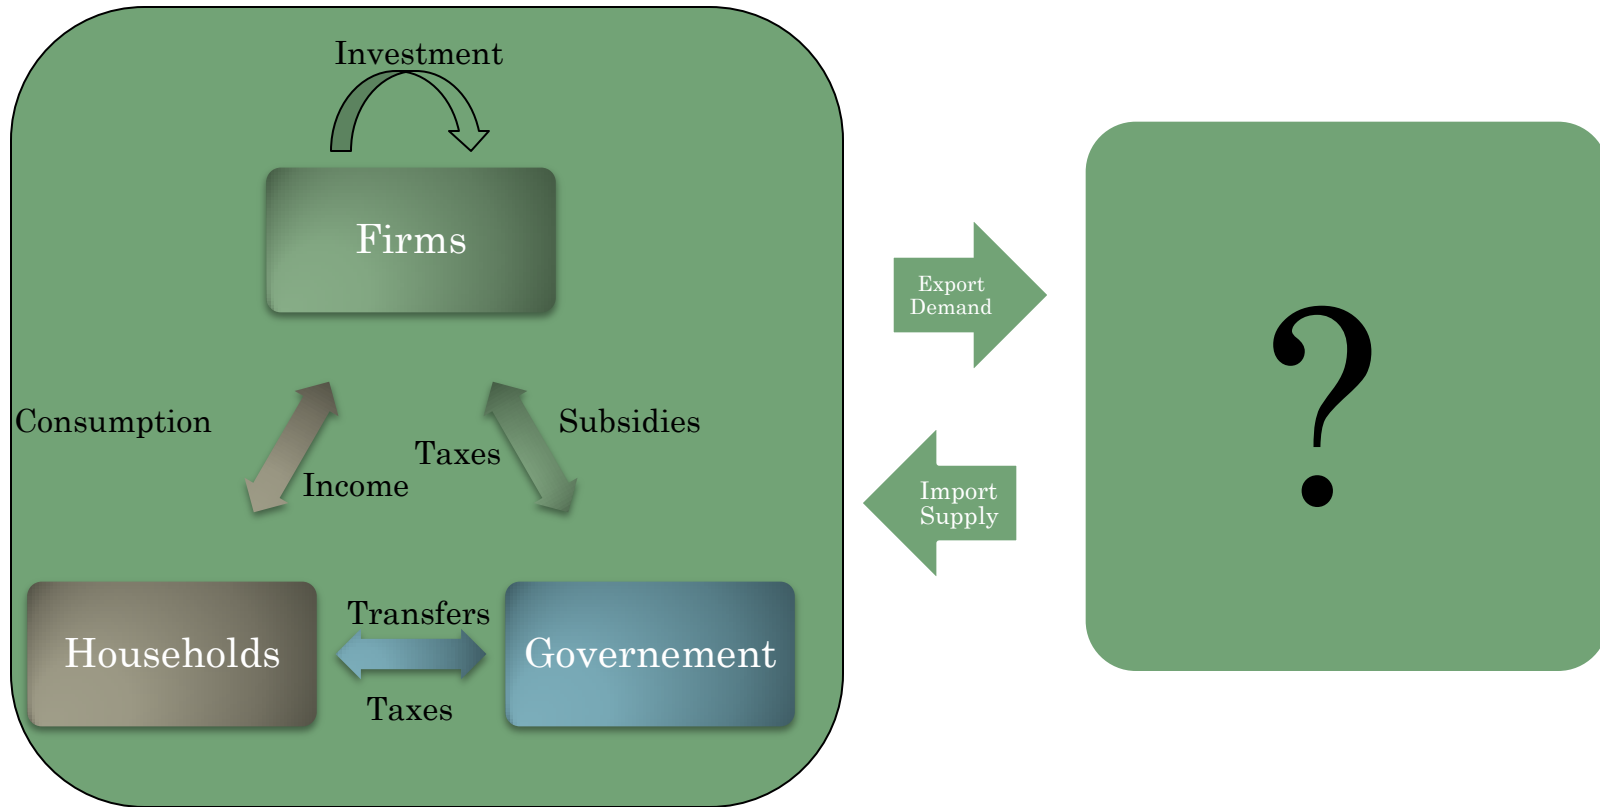 Investment
Firms
Consumption
Subsidies
Taxes
Income
Transfers
Households
Governement
Taxes
Export
Demand
Import
Supply
?